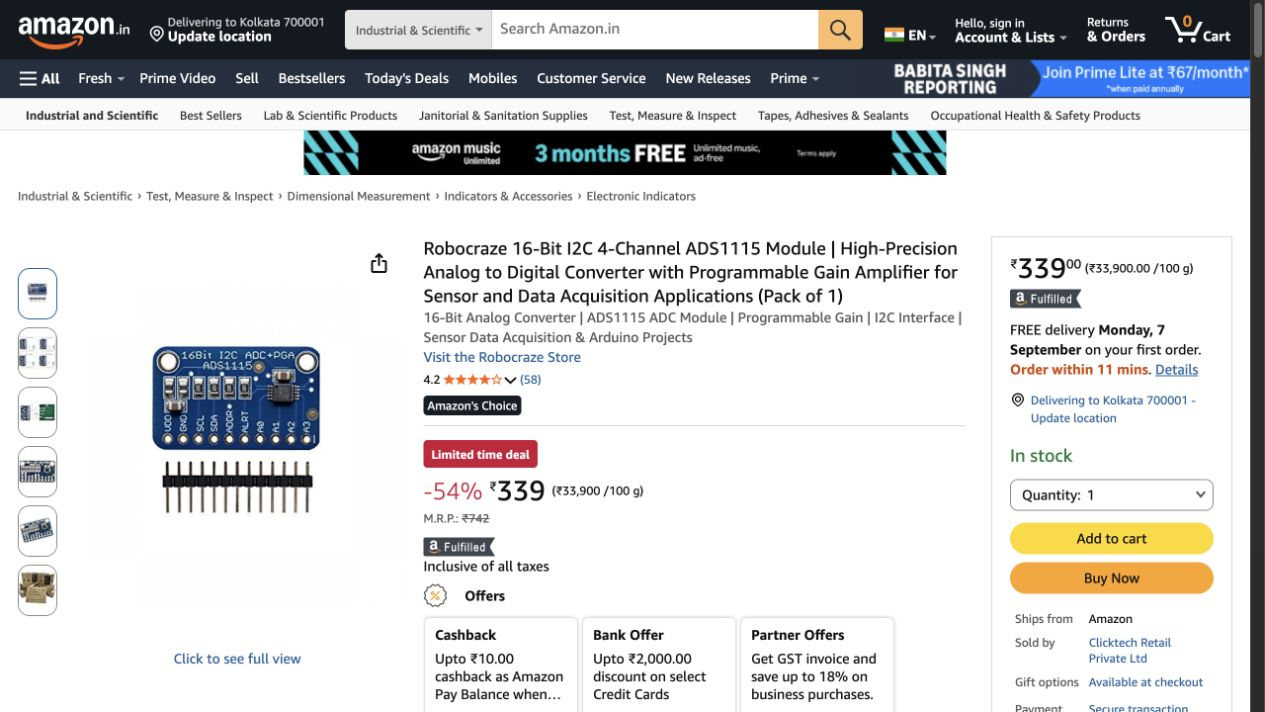 amazon.in
Delivering to Kolkata 700001
Update location
Industrial & Scientific
Search Amazon.in
EN
Hello, sign in
Account & Lists
Returns
& Orders
0
Cart
All
Fresh
Prime Video
Sell
Bestsellers
Today's Deals
Mobiles
Customer Service
New Releases
Prime
BABITA SINGH
REPORTING
Join Prime Lite at ₹67/month*
*when paid annually
Industrial and Scientific
Best Sellers
Lab & Scientific Products
Janitorial & Sanitation Supplies
Test, Measure & Inspect
Tapes, Adhesives & Sealants
Occupational Health & Safety Products
amazon music
Unlimited
3 months FREE
Unlimited music,
ad-free
Terms apply
Industrial & Scientific › Test, Measure & Inspect › Dimensional Measurement › Indicators & Accessories › Electronic Indicators
16Bit I2C ADC+PGA
ADS1115
VDD
GND
SCL
SDA
ADDR
ALRT
A0
A1
A2
A3
Click to see full view
Robocraze 16-Bit I2C 4-Channel ADS1115 Module | High-Precision
Analog to Digital Converter with Programmable Gain Amplifier for
Sensor and Data Acquisition Applications (Pack of 1)
16-Bit Analog Converter | ADS1115 ADC Module | Programmable Gain | I2C Interface |
Sensor Data Acquisition & Arduino Projects
Visit the Robocraze Store
4.2
(58)
Amazon's Choice
Limited time deal
-54% ₹339 (₹33,900 /100 g)
M.R.P.: ₹742
a Fulfilled
Inclusive of all taxes
% Offers
Cashback
Upto ₹10.00
cashback as Amazon
Pay Balance when…
Bank Offer
Upto ₹2,000.00
discount on select
Credit Cards
Partner Offers
Get GST invoice and
save up to 18% on
business purchases.
₹33900 (₹33,900.00 /100 g)
a Fulfilled
FREE delivery Monday, 7
September on your first order.
Order within 11 mins. Details
Delivering to Kolkata 700001 -
Update location
In stock
Quantity: 1
Add to cart
Buy Now
Ships from Amazon
Sold by Clicktech Retail
Private Ltd
Gift options Available at checkout
Payment Secure transaction